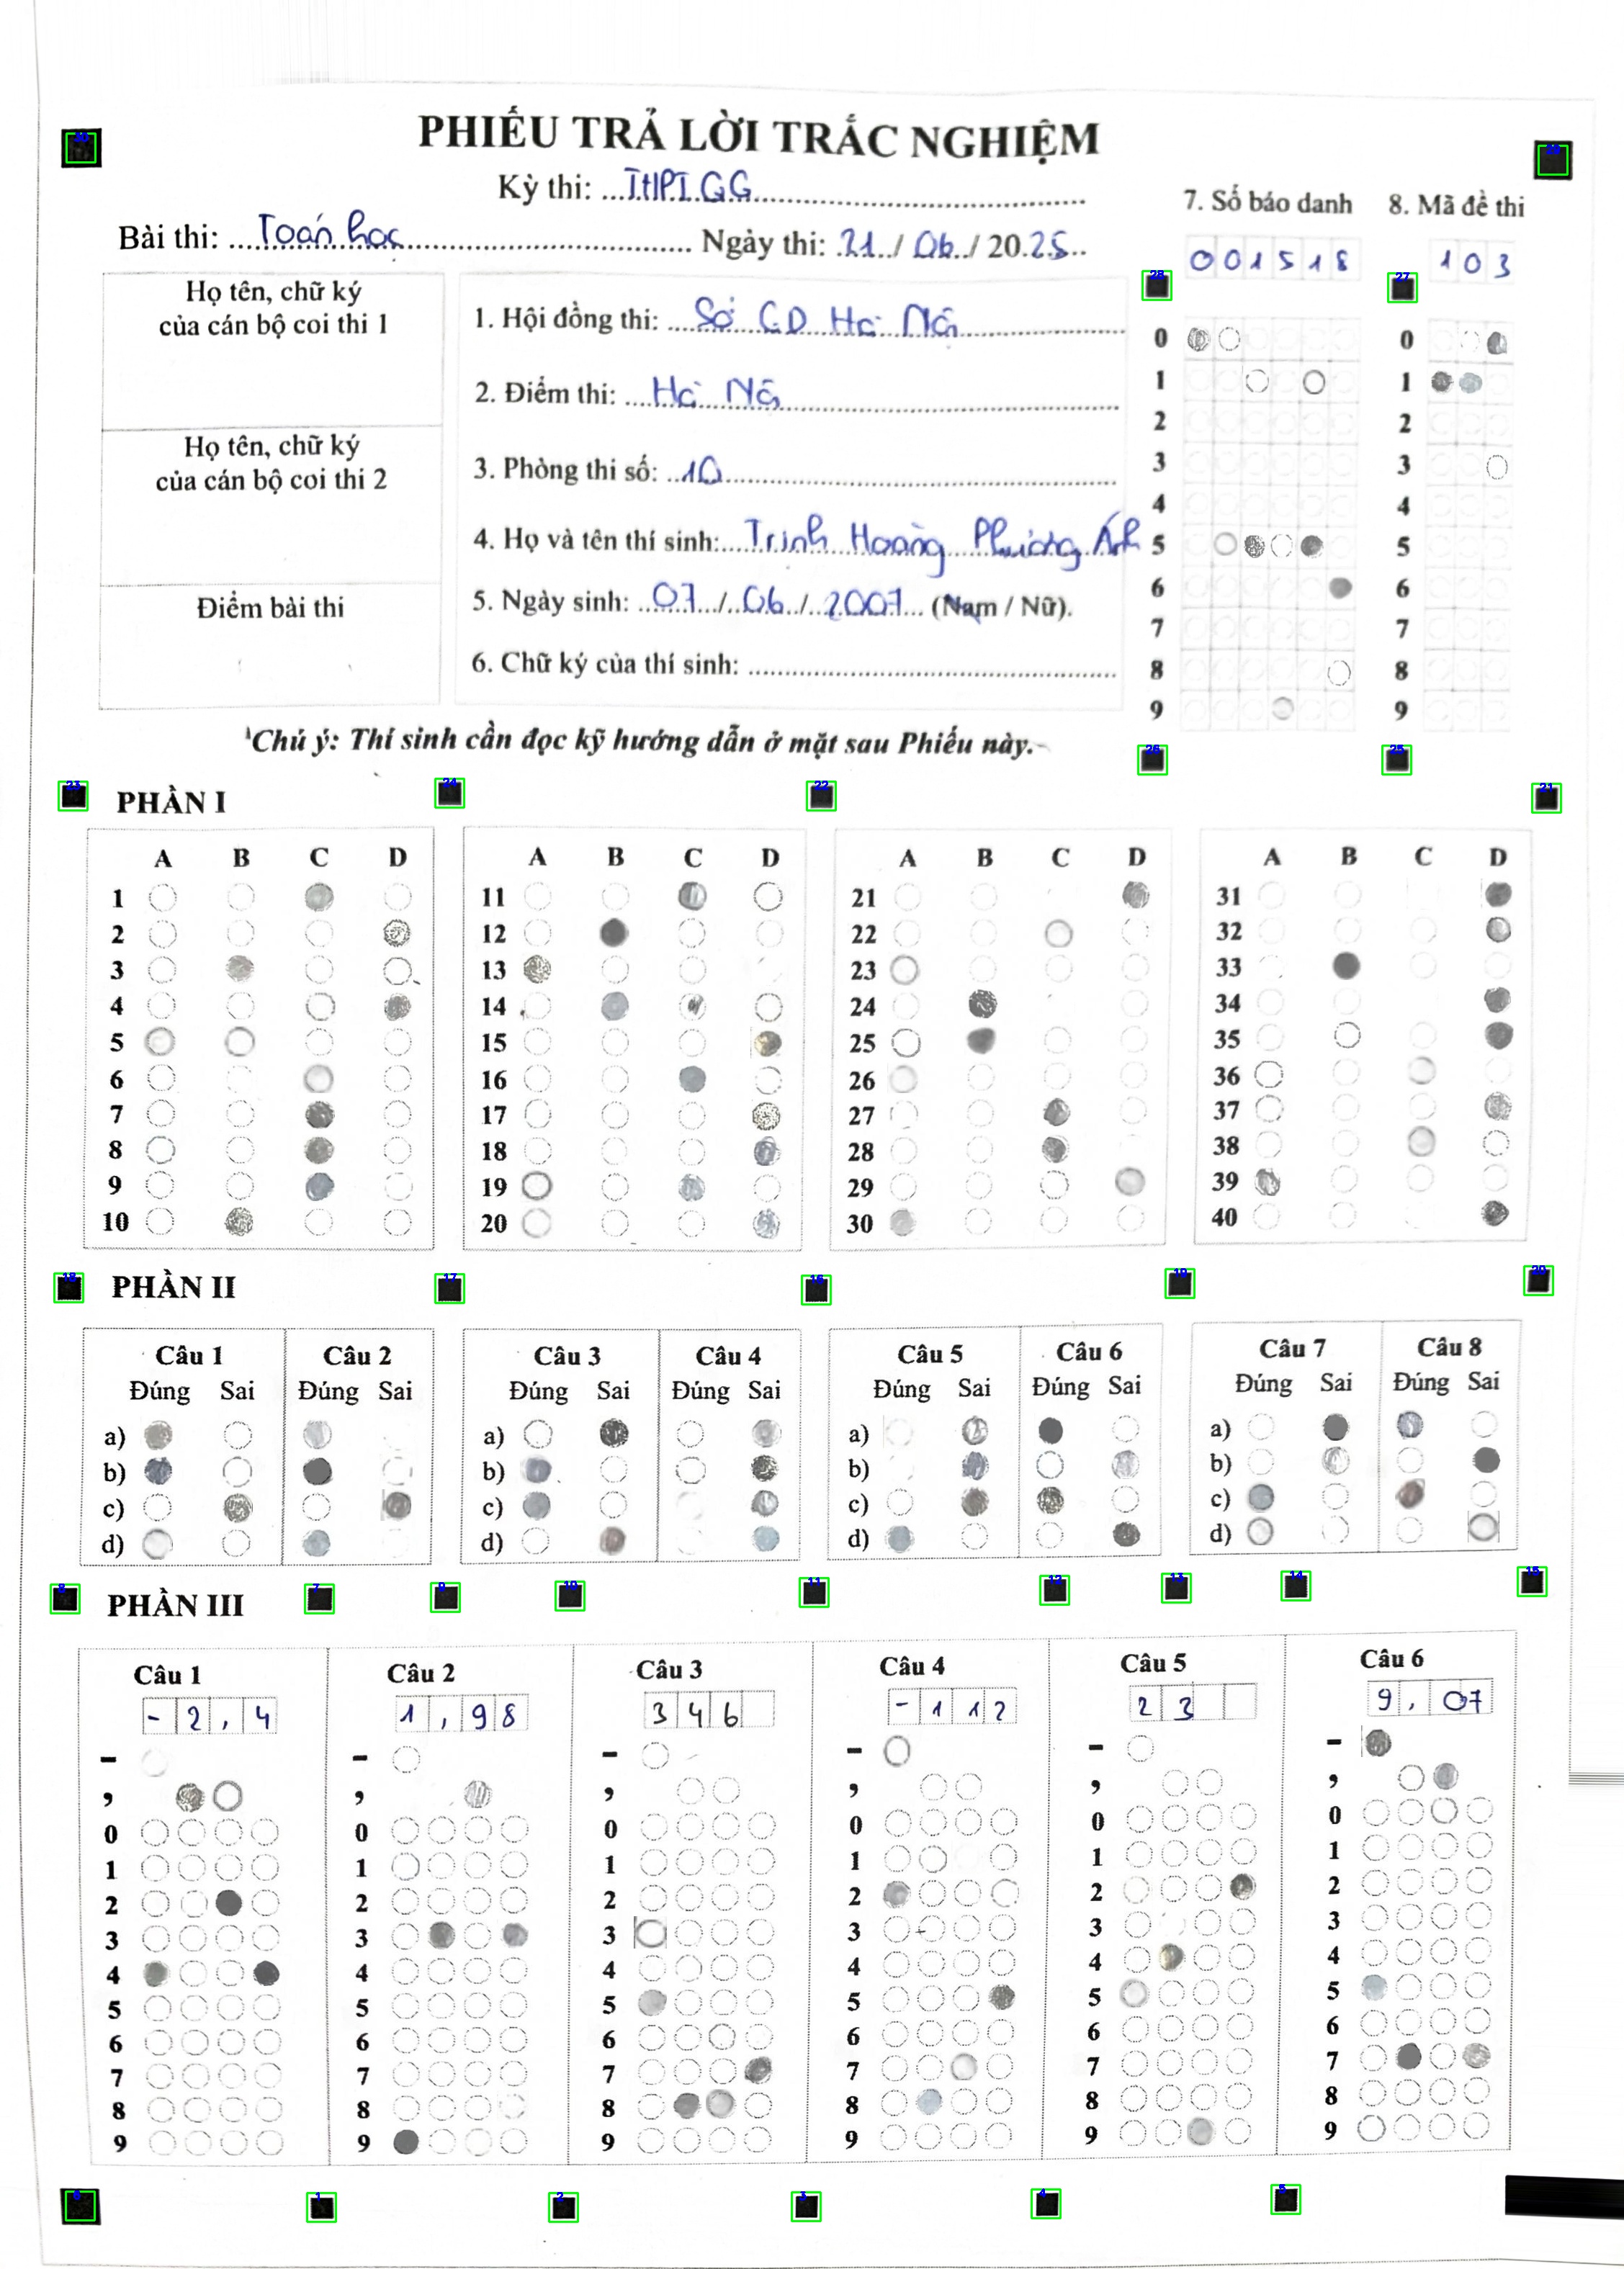 PHIẾU TRẢ LỜI TRẮC NGHIỆM
Kỳ thi: ...THPT.GG...
Bài thi: ...Toán học... Ngày thi: 21../ 06../ 20.25..
7. Số báo danh 8. Mã đề thi
0 0 1 5 1 8 1 0 3
Họ tên, chữ ký
của cán bộ coi thi 1
Họ tên, chữ ký
của cán bộ coi thi 2
Điểm bài thi
1. Hội đồng thi: ...Sở GD Hà Nội...
2. Điểm thi: ...Hà Nội...
3. Phòng thi số: ...10...
4. Họ và tên thí sinh:...Trịnh Hoàng Phương Ánh
5. Ngày sinh: ...07.../...06../...2007... (Nam / Nữ).
6. Chữ ký của thí sinh: ...
0 0
1 1
2 2
3 3
4 4
5 5
6 6
7 7
8 8
9 9
Chú ý: Thí sinh cần đọc kỹ hướng dẫn ở mặt sau Phiếu này.
PHẦN I
A B C D A B C D A B C D A B C D
1 11 21 31
2 12 22 32
3 13 23 33
4 14 24 34
5 15 25 35
6 16 26 36
7 17 27 37
8 18 28 38
9 19 29 39
10 20 30 40
PHẦN II
Câu 1 Câu 2 Câu 3 Câu 4 Câu 5 Câu 6 Câu 7 Câu 8
Đúng Sai Đúng Sai Đúng Sai Đúng Sai Đúng Sai Đúng Sai Đúng Sai Đúng Sai
a) a) a) a)
b) b) b) b)
c) c) c) c)
d) d) d) d)
PHẦN III
Câu 1 Câu 2 Câu 3 Câu 4 Câu 5 Câu 6
- 2 , 4 1 , 9 8 3 4 6 - 1 1 2 2 3 9 , 0 7
- - - - - -
, , , , , ,
0 0 0 0 0 0
1 1 1 1 1 1
2 2 2 2 2 2
3 3 3 3 3 3
4 4 4 4 4 4
5 5 5 5 5 5
6 6 6 6 6 6
7 7 7 7 7 7
8 8 8 8 8 8
9 9 9 9 9 9